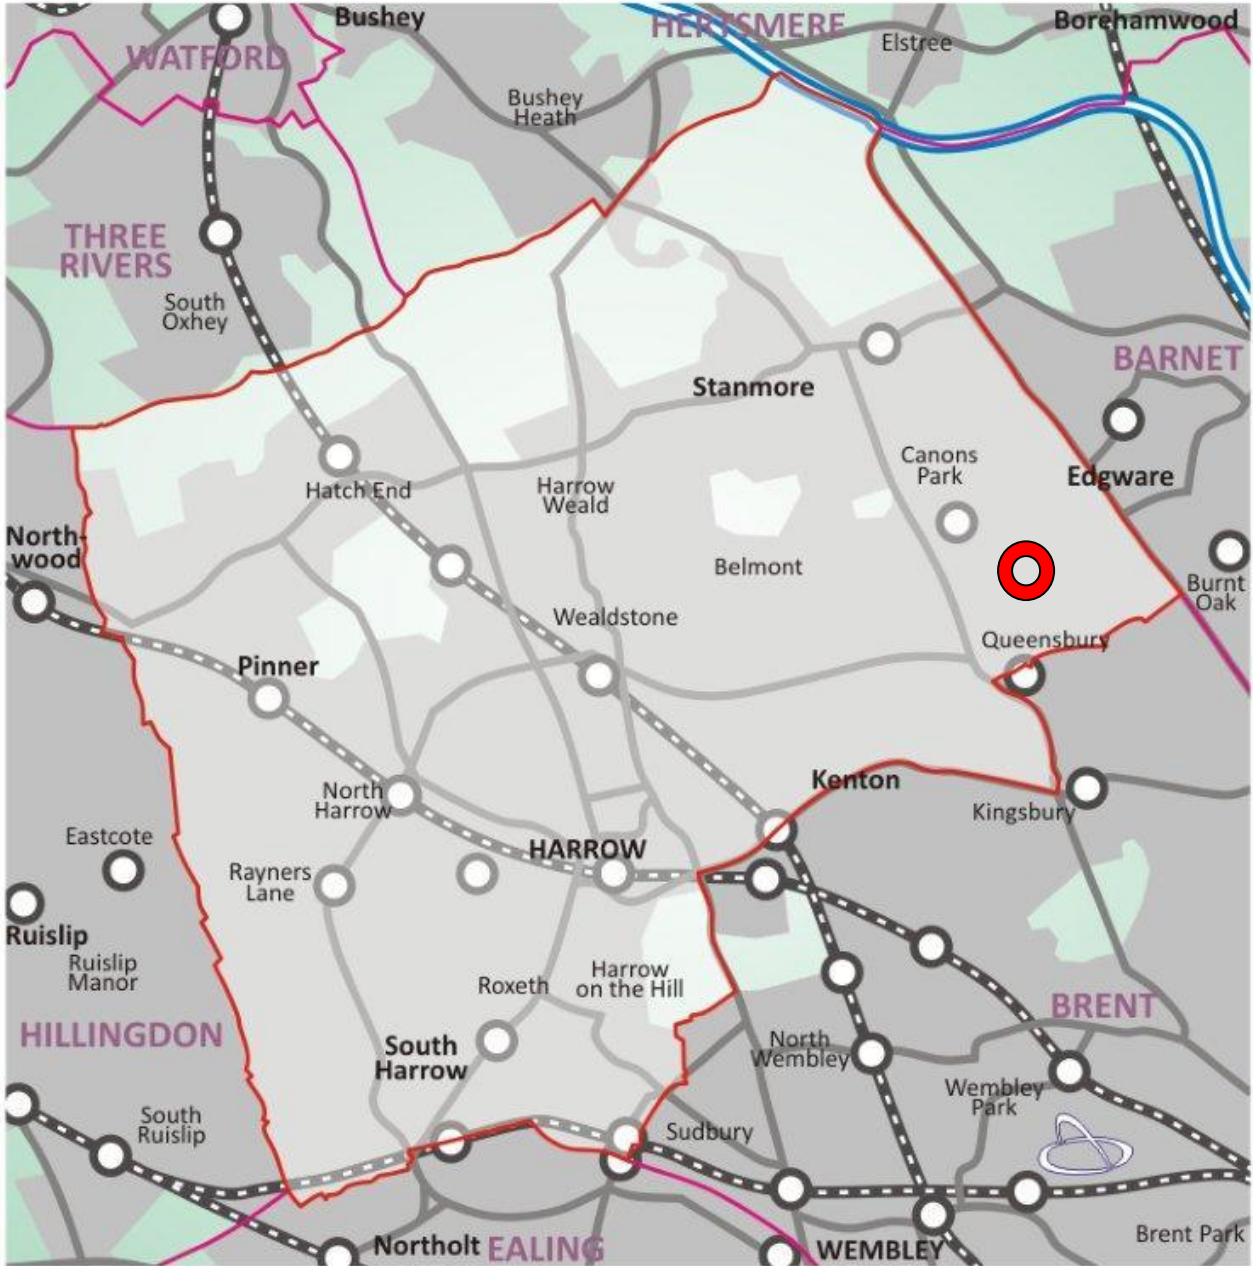 Bushey
HERTSMERE
Borehamwood
WATFORD
Elstree
Bushey
Heath
THREE
RIVERS
South
Oxhey
BARNET
Stanmore
Canons
Park
Edgware
Hatch End
Harrow
Weald
North-
wood
Belmont
Burnt
Oak
Wealdstone
Queensbury
Pinner
Kenton
North
Harrow
Kingsbury
Eastcote
HARROW
Rayners
Lane
Ruislip
Ruislip
Manor
Harrow
on the Hill
Roxeth
BRENT
HILLINGDON
South
Harrow
North
Wembley
Wembley
Park
South
Ruislip
Sudbury
Northolt
EALING
WEMBLEY
Brent Park